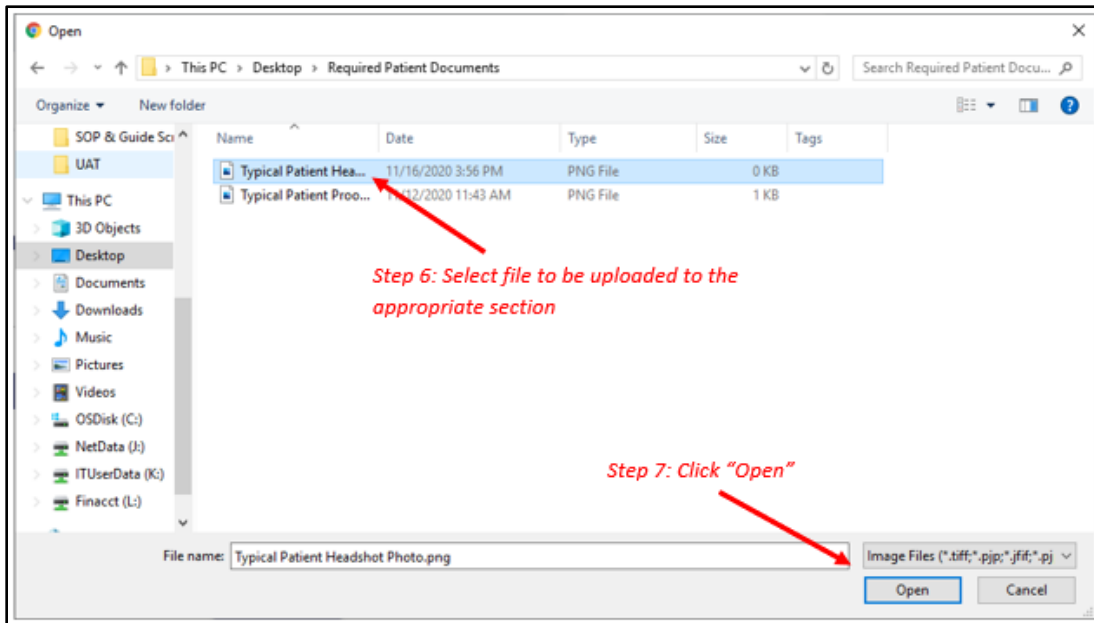 Open
This PC > Desktop > Required Patient Documents
Search Required Patient Docu...
Organize
New folder
Name Date Type Size Tags
SOP & Guide Scr
UAT
This PC
3D Objects
Desktop
Documents
Downloads
Music
Pictures
Videos
OSDisk (C:)
NetData (J:)
ITUserData (K:)
Finacct (L:)
Typical Patient Hea... 11/16/2020 3:56 PM PNG File 0 KB
Typical Patient Proo... 11/12/2020 11:43 AM PNG File 1 KB
Step 6: Select file to be uploaded to the
appropriate section
Step 7: Click “Open”
File name: Typical Patient Headshot Photo.png
Image Files (*.tiff;*.pjp;*.jfif;*.pj
Open Cancel